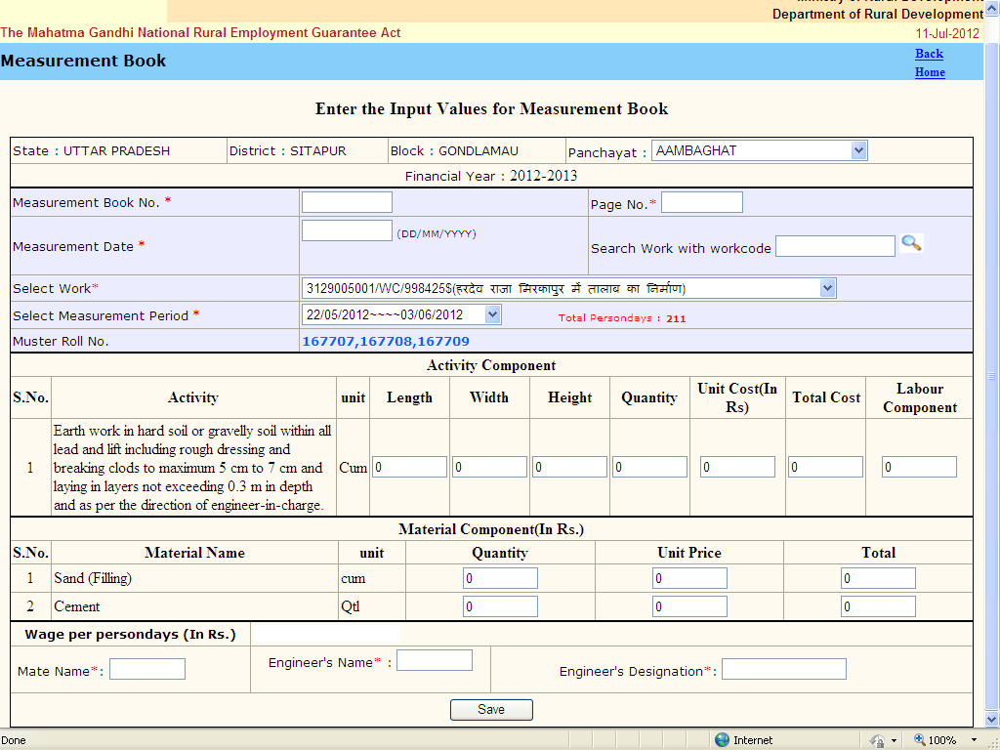 Department of Rural Development
The Mahatma Gandhi National Rural Employment Guarantee Act 11-Jul-2012
Measurement Book Back
Home
Enter the Input Values for Measurement Book
State : UTTAR PRADESH District : SITAPUR Block : GONDLAMAU Panchayat : AAMBAGHAT
Financial Year : 2012-2013
Measurement Book No. * Page No.*
Measurement Date * (DD/MM/YYYY) Search Work with workcode
Select Work* 3129005001/WC/998425$(हरदेव राजा मिरकापुर में तालाब का निर्माण)
Select Measurement Period * 22/05/2012~~~~03/06/2012 Total Persondays : 211
Muster Roll No. 167707,167708,167709
Activity Component
S.No. Activity unit Length Width Height Quantity Unit Cost(In Rs) Total Cost Labour Component
1 Earth work in hard soil or gravelly soil within all
lead and lift including rough dressing and
breaking clods to maximum 5 cm to 7 cm and Cum 0 0 0 0 0 0 0
laying in layers not exceeding 0.3 m in depth
and as per the direction of engineer-in-charge.
Material Component(In Rs.)
S.No. Material Name unit Quantity Unit Price Total
1 Sand (Filling) cum 0 0 0
2 Cement Qtl 0 0 0
Wage per persondays (In Rs.)
Mate Name*: Engineer's Name* : Engineer's Designation*:
Save
Done Internet 100%